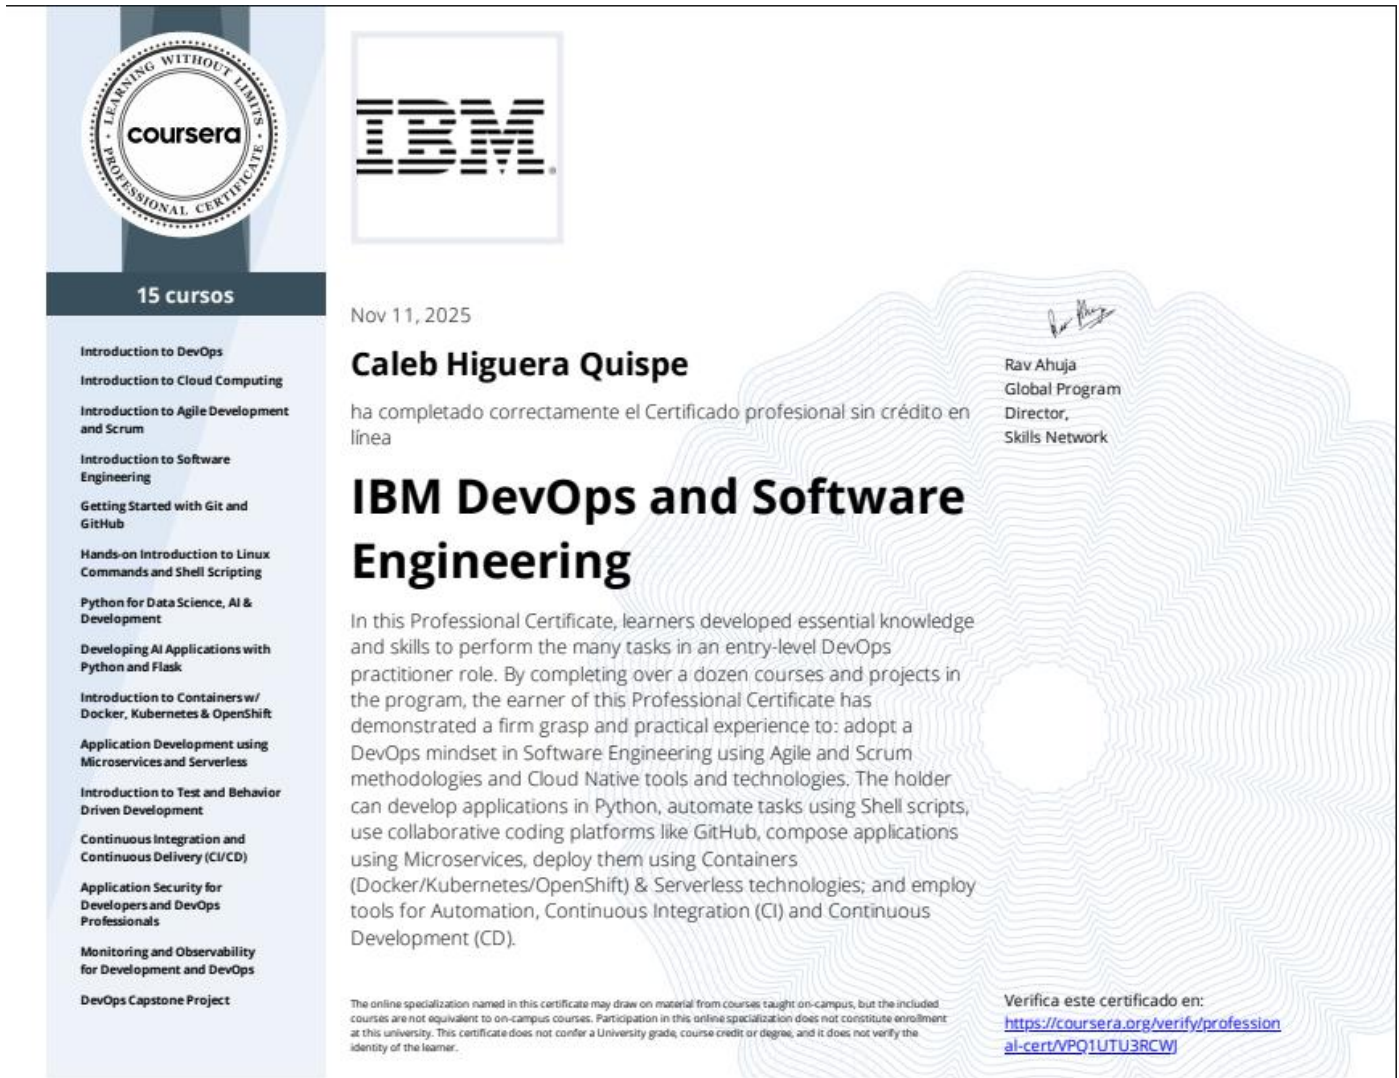 LEARNING WITHOUT LIMITS
coursera
PROFESSIONAL CERTIFICATE
15 cursos
Introduction to DevOps
Introduction to Cloud Computing
Introduction to Agile Development
and Scrum
Introduction to Software
Engineering
Getting Started with Git and
GitHub
Hands-on Introduction to Linux
Commands and Shell Scripting
Python for Data Science, AI &
Development
Developing AI Applications with
Python and Flask
Introduction to Containers w/
Docker, Kubernetes & OpenShift
Application Development using
Microservices and Serverless
Introduction to Test and Behavior
Driven Development
Continuous Integration and
Continuous Delivery (CI/CD)
Application Security for
Developers and DevOps
Professionals
Monitoring and Observability
for Development and DevOps
DevOps Capstone Project
IBM®
Nov 11, 2025
Caleb Higuera Quispe
ha completado correctamente el Certificado profesional sin crédito en
línea
IBM DevOps and Software
Engineering
In this Professional Certificate, learners developed essential knowledge
and skills to perform the many tasks in an entry-level DevOps
practitioner role. By completing over a dozen courses and projects in
the program, the earner of this Professional Certificate has
demonstrated a firm grasp and practical experience to: adopt a
DevOps mindset in Software Engineering using Agile and Scrum
methodologies and Cloud Native tools and technologies. The holder
can develop applications in Python, automate tasks using Shell scripts,
use collaborative coding platforms like GitHub, compose applications
using Microservices, deploy them using Containers
(Docker/Kubernetes/OpenShift) & Serverless technologies; and employ
tools for Automation, Continuous Integration (CI) and Continuous
Development (CD).
The online specialization named in this certificate may draw on material from courses taught on-campus, but the included
courses are not equivalent to on-campus courses. Participation in this online specialization does not constitute enrollment
at this university. This certificate does not confer a University grade, course credit or degree, and it does not verify the
identity of the learner.
Rav Ahuja
Global Program
Director,
Skills Network
Verifica este certificado en:
https://coursera.org/verify/profession
al-cert/VPQ1UTU3RCWJ